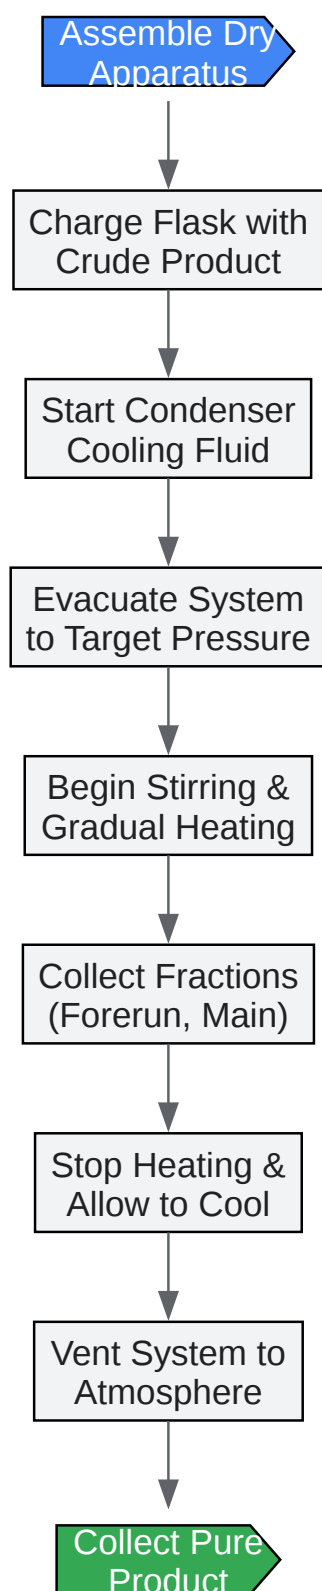 Assemble Dry
Apparatus
Charge Flask with
Crude Product
Start Condenser
Cooling Fluid
Evacuate System
to Target Pressure
Begin Stirring &
Gradual Heating
Collect Fractions
(Forerun, Main)
Stop Heating &
Allow to Cool
Vent System to
Atmosphere
Collect Pure
Product